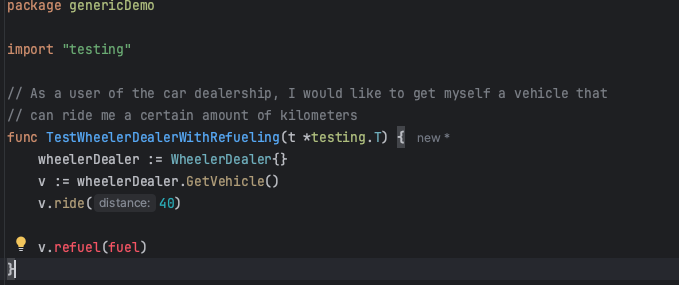 package genericDemo
import "testing"
// As a user of the car dealership, I would like to get myself a vehicle that
// can ride me a certain amount of kilometers
func TestWheelerDealerWithRefueling(t *testing.T) { new *
wheelerDealer := WheelerDealer{}
v := wheelerDealer.GetVehicle()
v.ride( distance: 40)
v.refuel(fuel)
}